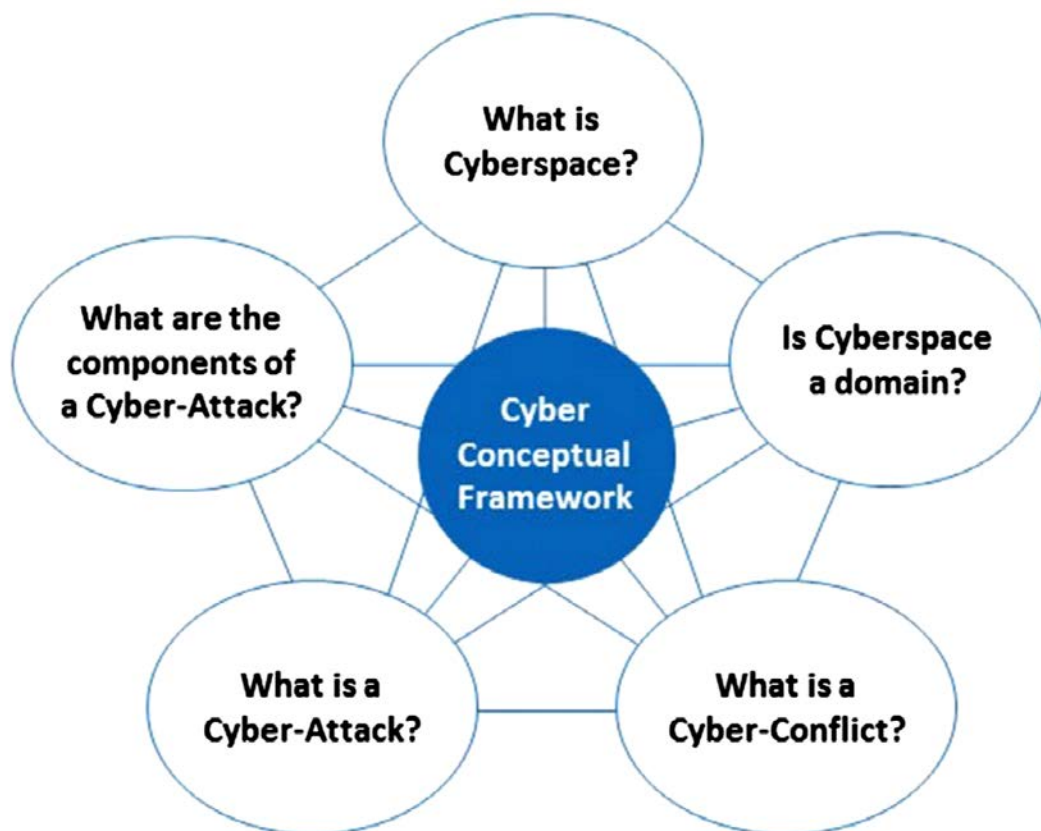 What is
Cyberspace?
What are the
components of
a Cyber-Attack?
Is Cyberspace
a domain?
Cyber
Conceptual
Framework
What is a
Cyber-Attack?
What is a
Cyber-Conflict?